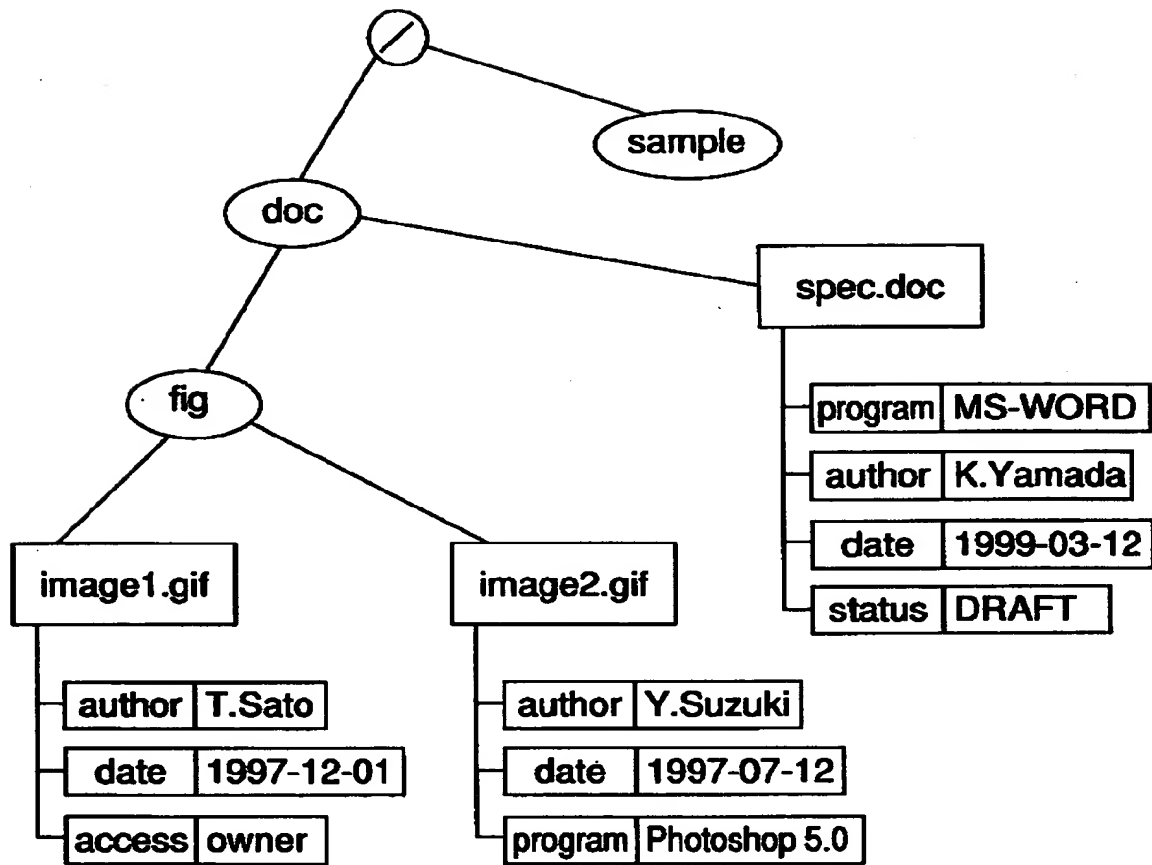 /
sample
doc
spec.doc
program MS-WORD
author K.Yamada
date 1999-03-12
status DRAFT
fig
image1.gif
author T.Sato
date 1997-12-01
access owner
image2.gif
author Y.Suzuki
date 1997-07-12
program Photoshop 5.0